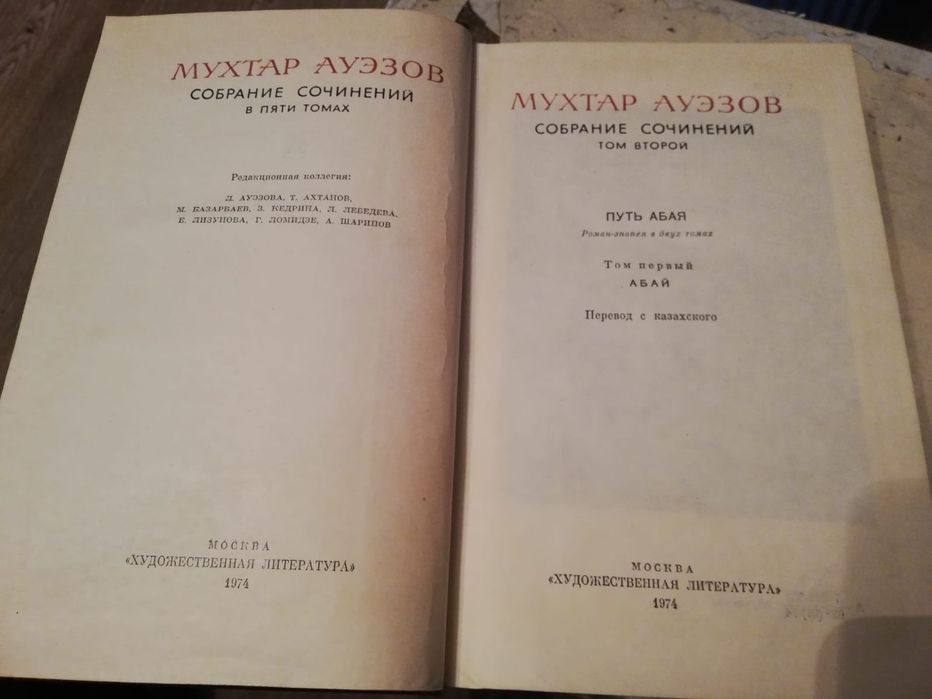 МУХТАР АУЭЗОВ
СОБРАНИЕ СОЧИНЕНИЙ
В ПЯТИ ТОМАХ
Редакционная коллегия:
Л. АУЭЗОВА, Т. АХТАНОВ,
М. БАЗАРБАЕВ, З. КЕДРИНА, Л. ЛЕБЕДЕВА,
Е. ЛИЗУНОВА, Г. ЛОМИДЗЕ, А. ШАРИПОВ
МОСКВА
«ХУДОЖЕСТВЕННАЯ ЛИТЕРАТУРА»
1974
МУХТАР АУЭЗОВ
СОБРАНИЕ СОЧИНЕНИЙ
ТОМ ВТОРОЙ
ПУТЬ АБАЯ
Роман-эпопея в двух томах
Том первый
АБАЙ
Перевод с казахского
МОСКВА
«ХУДОЖЕСТВЕННАЯ ЛИТЕРАТУРА»
1974